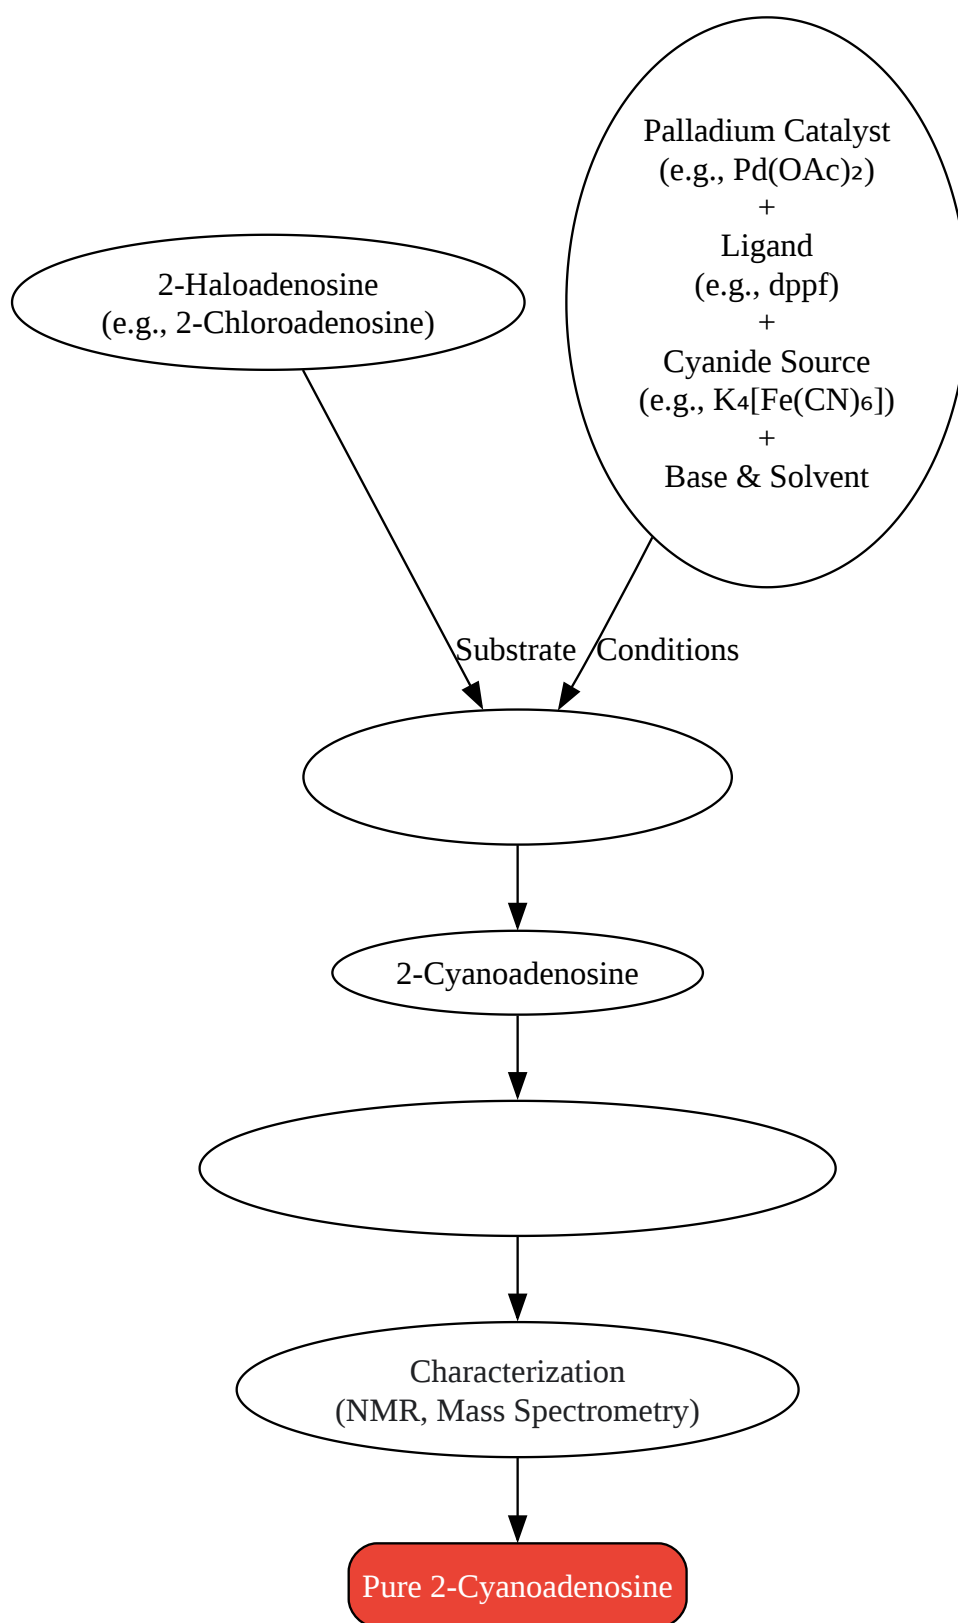 Palladium Catalyst
(e.g., Pd(OAc)₂)
+
Ligand
(e.g., dppf)
+
Cyanide Source
(e.g., K₄[Fe(CN)₆])
+
Base & Solvent
2-Haloadenosine
(e.g., 2-Chloroadenosine)
Substrate
Conditions
2-Cyanoadenosine
Characterization
(NMR, Mass Spectrometry)
Pure 2-Cyanoadenosine